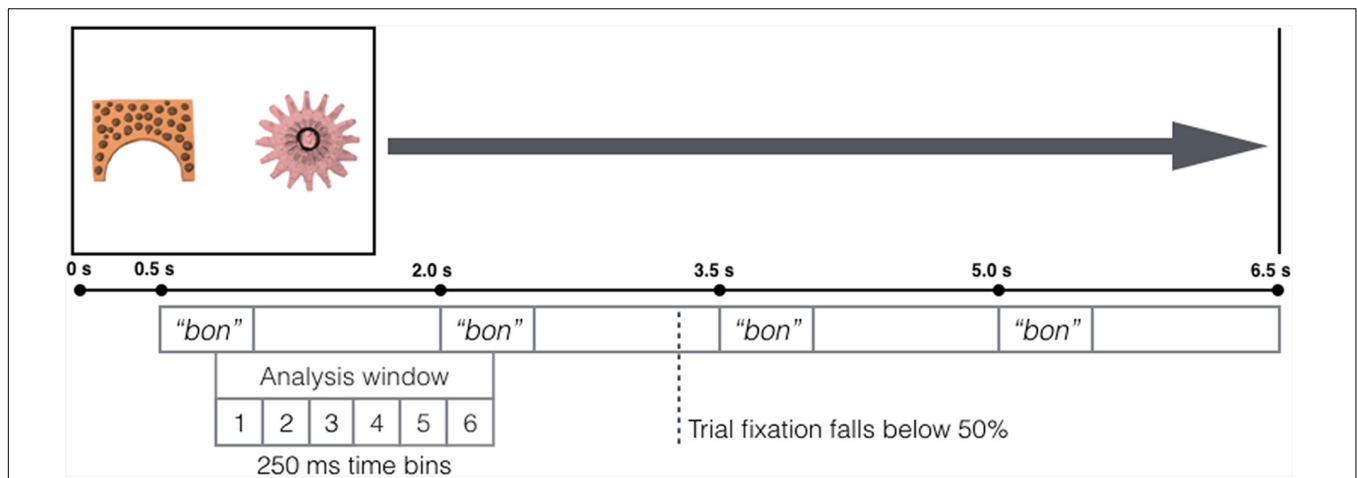 0 s 0.5 s 2.0 s 3.5 s 5.0 s 6.5 s
“bon” “bon” “bon” “bon”
Analysis window
1 2 3 4 5 6
Trial fixation falls below 50%
250 ms time bins